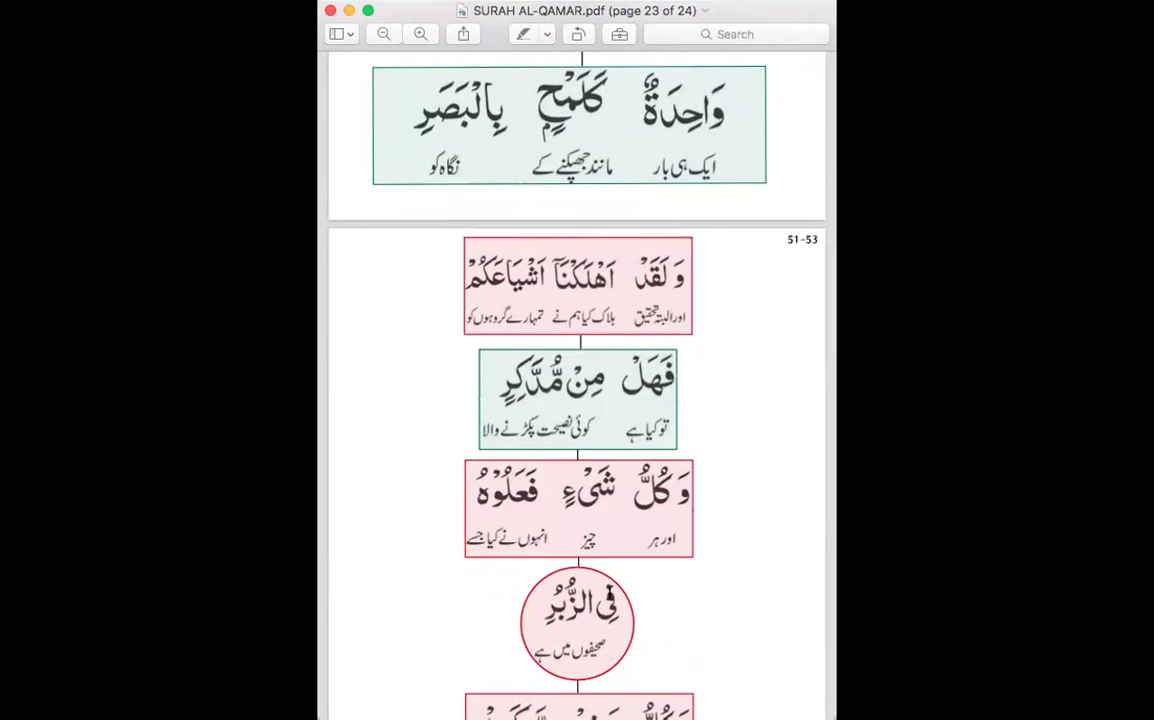 SURAH AL-QAMAR.pdf (page 23 of 24)
Search
وَاحِدَةٌ كَلَمْحٍۭ بِالْبَصَرِ
ایک ہی بار مانند جھپکنے کے نگاہ کو
51-53
وَ لَقَدْ اَهْلَكْنَاۤ اَشْيَاعَكُمْ
اور البتہ تحقیق ہلاک کیا ہم نے تمہارے گروہوں کو
فَهَلْ مِنْ مُّدَّكِرٍ
تو کیا ہے کوئی نصیحت پکڑنے والا
وَ كُلُّ شَیْءٍ فَعَلُوْهُ
اور ہر چیز انہوں نے کیا جسے
فِی الزُّبُرِ
صحیفوں میں ہے